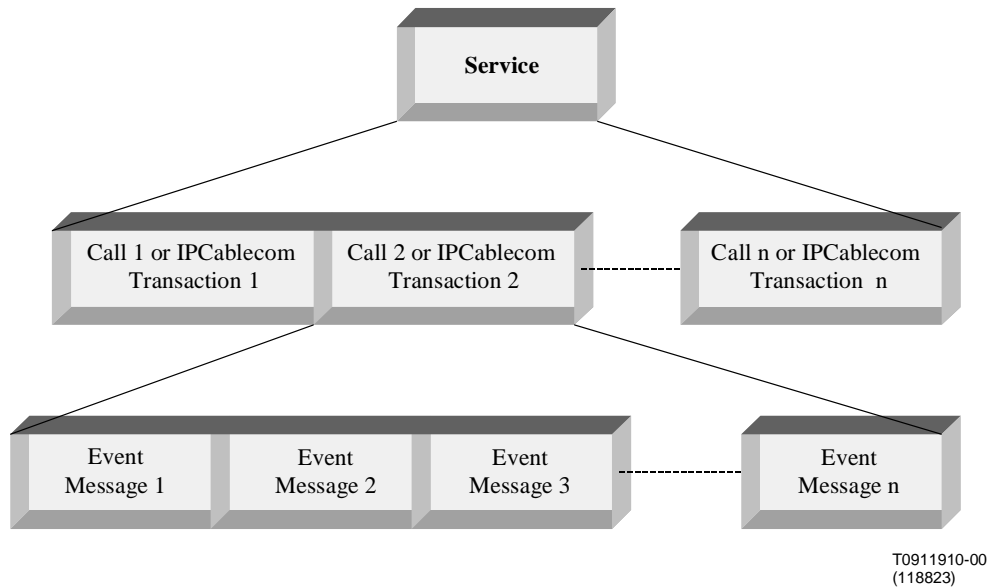 Service
Call 1 or IPCablecom
Transaction 1
Call 2 or IPCablecom
Transaction 2
Call n or IPCablecom
Transaction n
Event
Message 1
Event
Message 2
Event
Message 3
Event
Message n
T0911910-00
(118823)